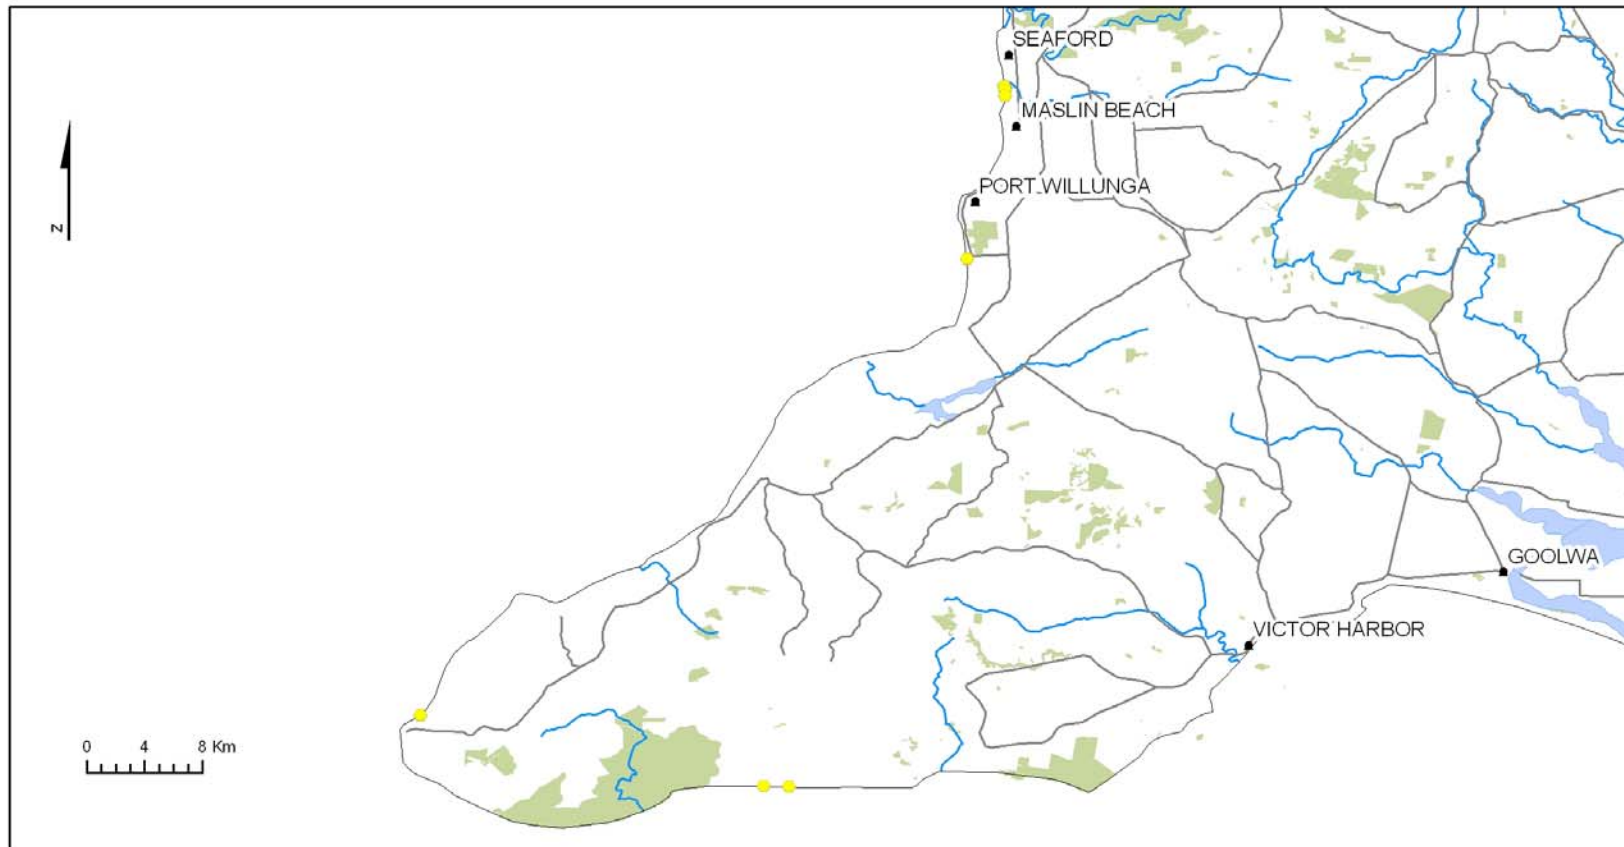 SEAFORD
MASLIN BEACH
PORT WILLUNGA
N
GOOLWA
VICTOR HARBOR
0 4 8 Km